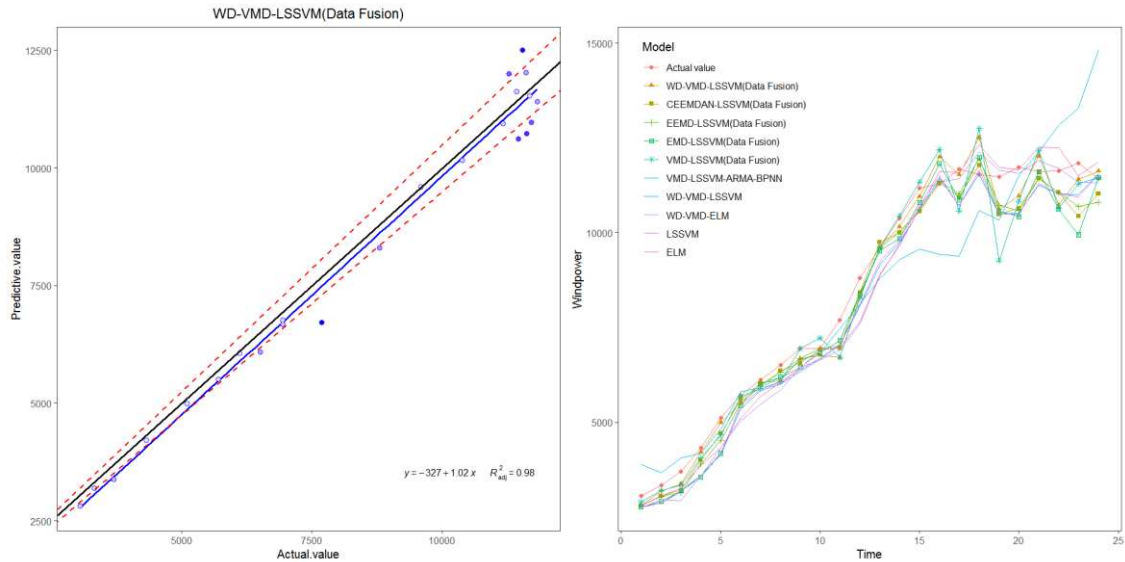 WD-VMD-LSSVM(Data Fusion)
12500
10000
7500
5000
2500
Predictive.value
y = −327 + 1.02 x R²adj = 0.98
5000
7500
10000
Actual.value
15000
10000
5000
Windpower
Model
Actual value
WD-VMD-LSSVM(Data Fusion)
CEEMDAN-LSSVM(Data Fusion)
EEMD-LSSVM(Data Fusion)
EMD-LSSVM(Data Fusion)
VMD-LSSVM(Data Fusion)
VMD-LSSVM-ARMA-BPNN
WD-VMD-LSSVM
WD-VMD-ELM
LSSVM
ELM
0
5
10
15
20
25
Time